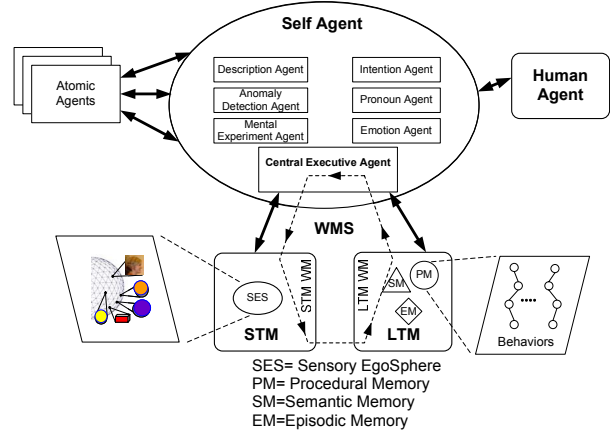 Self Agent
Atomic
Agents
Description Agent
Anomaly
Detection Agent
Mental
Experiment Agent
Intention Agent
Pronoun Agent
Emotion Agent
Human
Agent
Central Executive Agent
WMS
SES
STM WM
STM
LTM WM
SM
PM
EM
LTM
Behaviors
SES= Sensory EgoSphere
PM= Procedural Memory
SM=Semantic Memory
EM=Episodic Memory